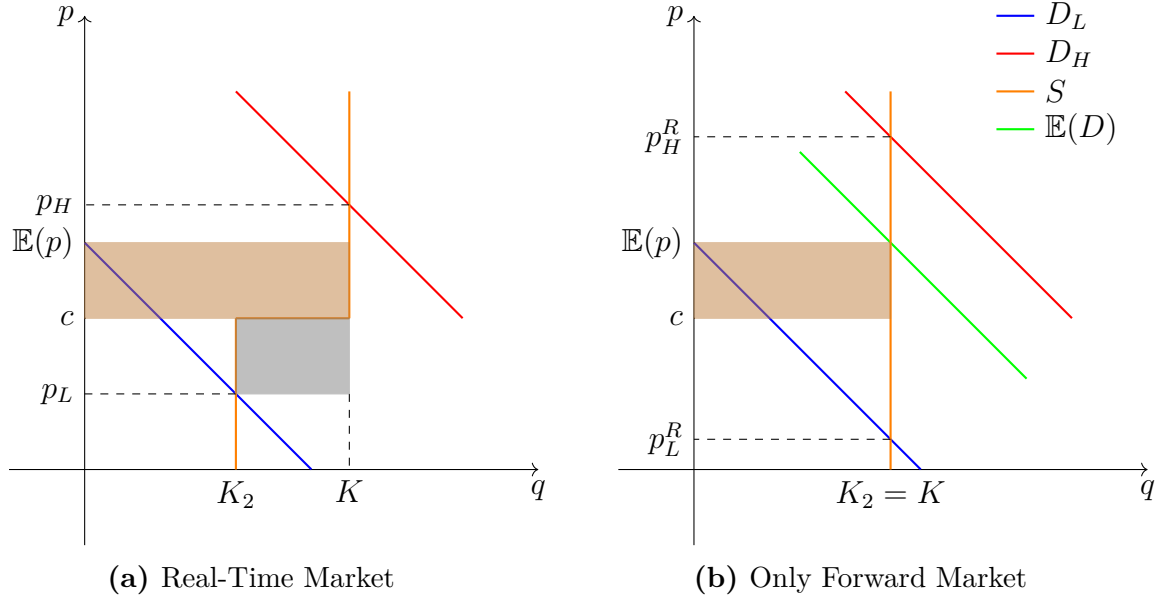 p
p_H
𝔼(p)
c
p_L
K_2
K
q
(a) Real-Time Market
p
p_H^R
𝔼(p)
c
p_L^R
K_2 = K
q
D_L
D_H
S
𝔼(D)
(b) Only Forward Market